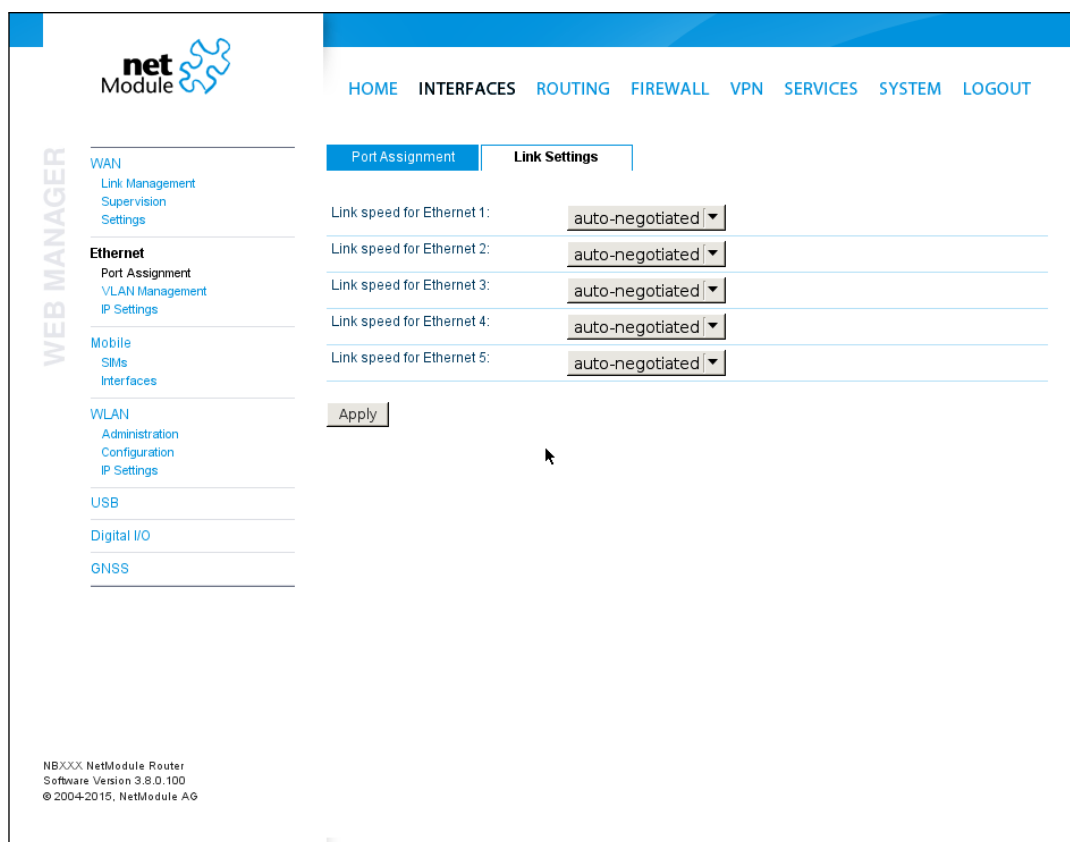 net
Module
HOME INTERFACES ROUTING FIREWALL VPN SERVICES SYSTEM LOGOUT
WEB MANAGER
WAN
Link Management
Supervision
Settings
Ethernet
Port Assignment
VLAN Management
IP Settings
Mobile
SIMs
Interfaces
WLAN
Administration
Configuration
IP Settings
USB
Digital I/O
GNSS
Port Assignment Link Settings
Link speed for Ethernet 1: auto-negotiated
Link speed for Ethernet 2: auto-negotiated
Link speed for Ethernet 3: auto-negotiated
Link speed for Ethernet 4: auto-negotiated
Link speed for Ethernet 5: auto-negotiated
Apply
NBXXX NetModule Router
Software Version 3.8.0.100
© 2004-2015, NetModule AG